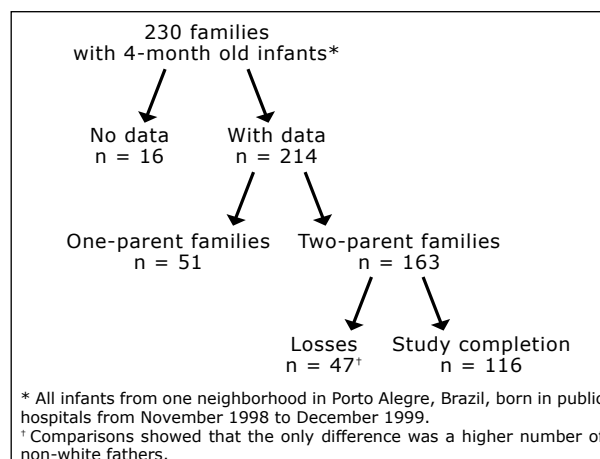 230 families
with 4-month old infants*
No data
n = 16
With data
n = 214
One-parent families
n = 51
Two-parent families
n = 163
Losses
n = 47†
Study completion
n = 116
* All infants from one neighborhood in Porto Alegre, Brazil, born in public
hospitals from November 1998 to December 1999.
† Comparisons showed that the only difference was a higher number of
non-white fathers.